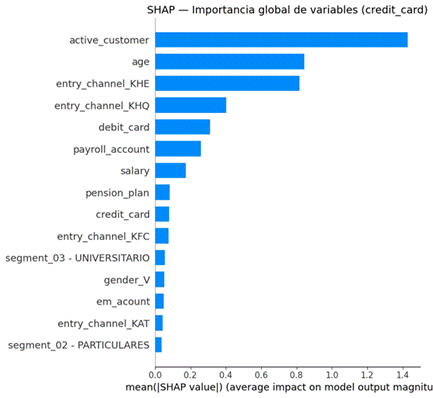 SHAP — Importancia global de variables (credit_card)
active_customer
age
entry_channel_KHE
entry_channel_KHQ
debit_card
payroll_account
salary
pension_plan
credit_card
entry_channel_KFC
segment_03 - UNIVERSITARIO
gender_V
em_acount
entry_channel_KAT
segment_02 - PARTICULARES
0.0 0.2 0.4 0.6 0.8 1.0 1.2 1.4
mean(|SHAP value|) (average impact on model output magnitu